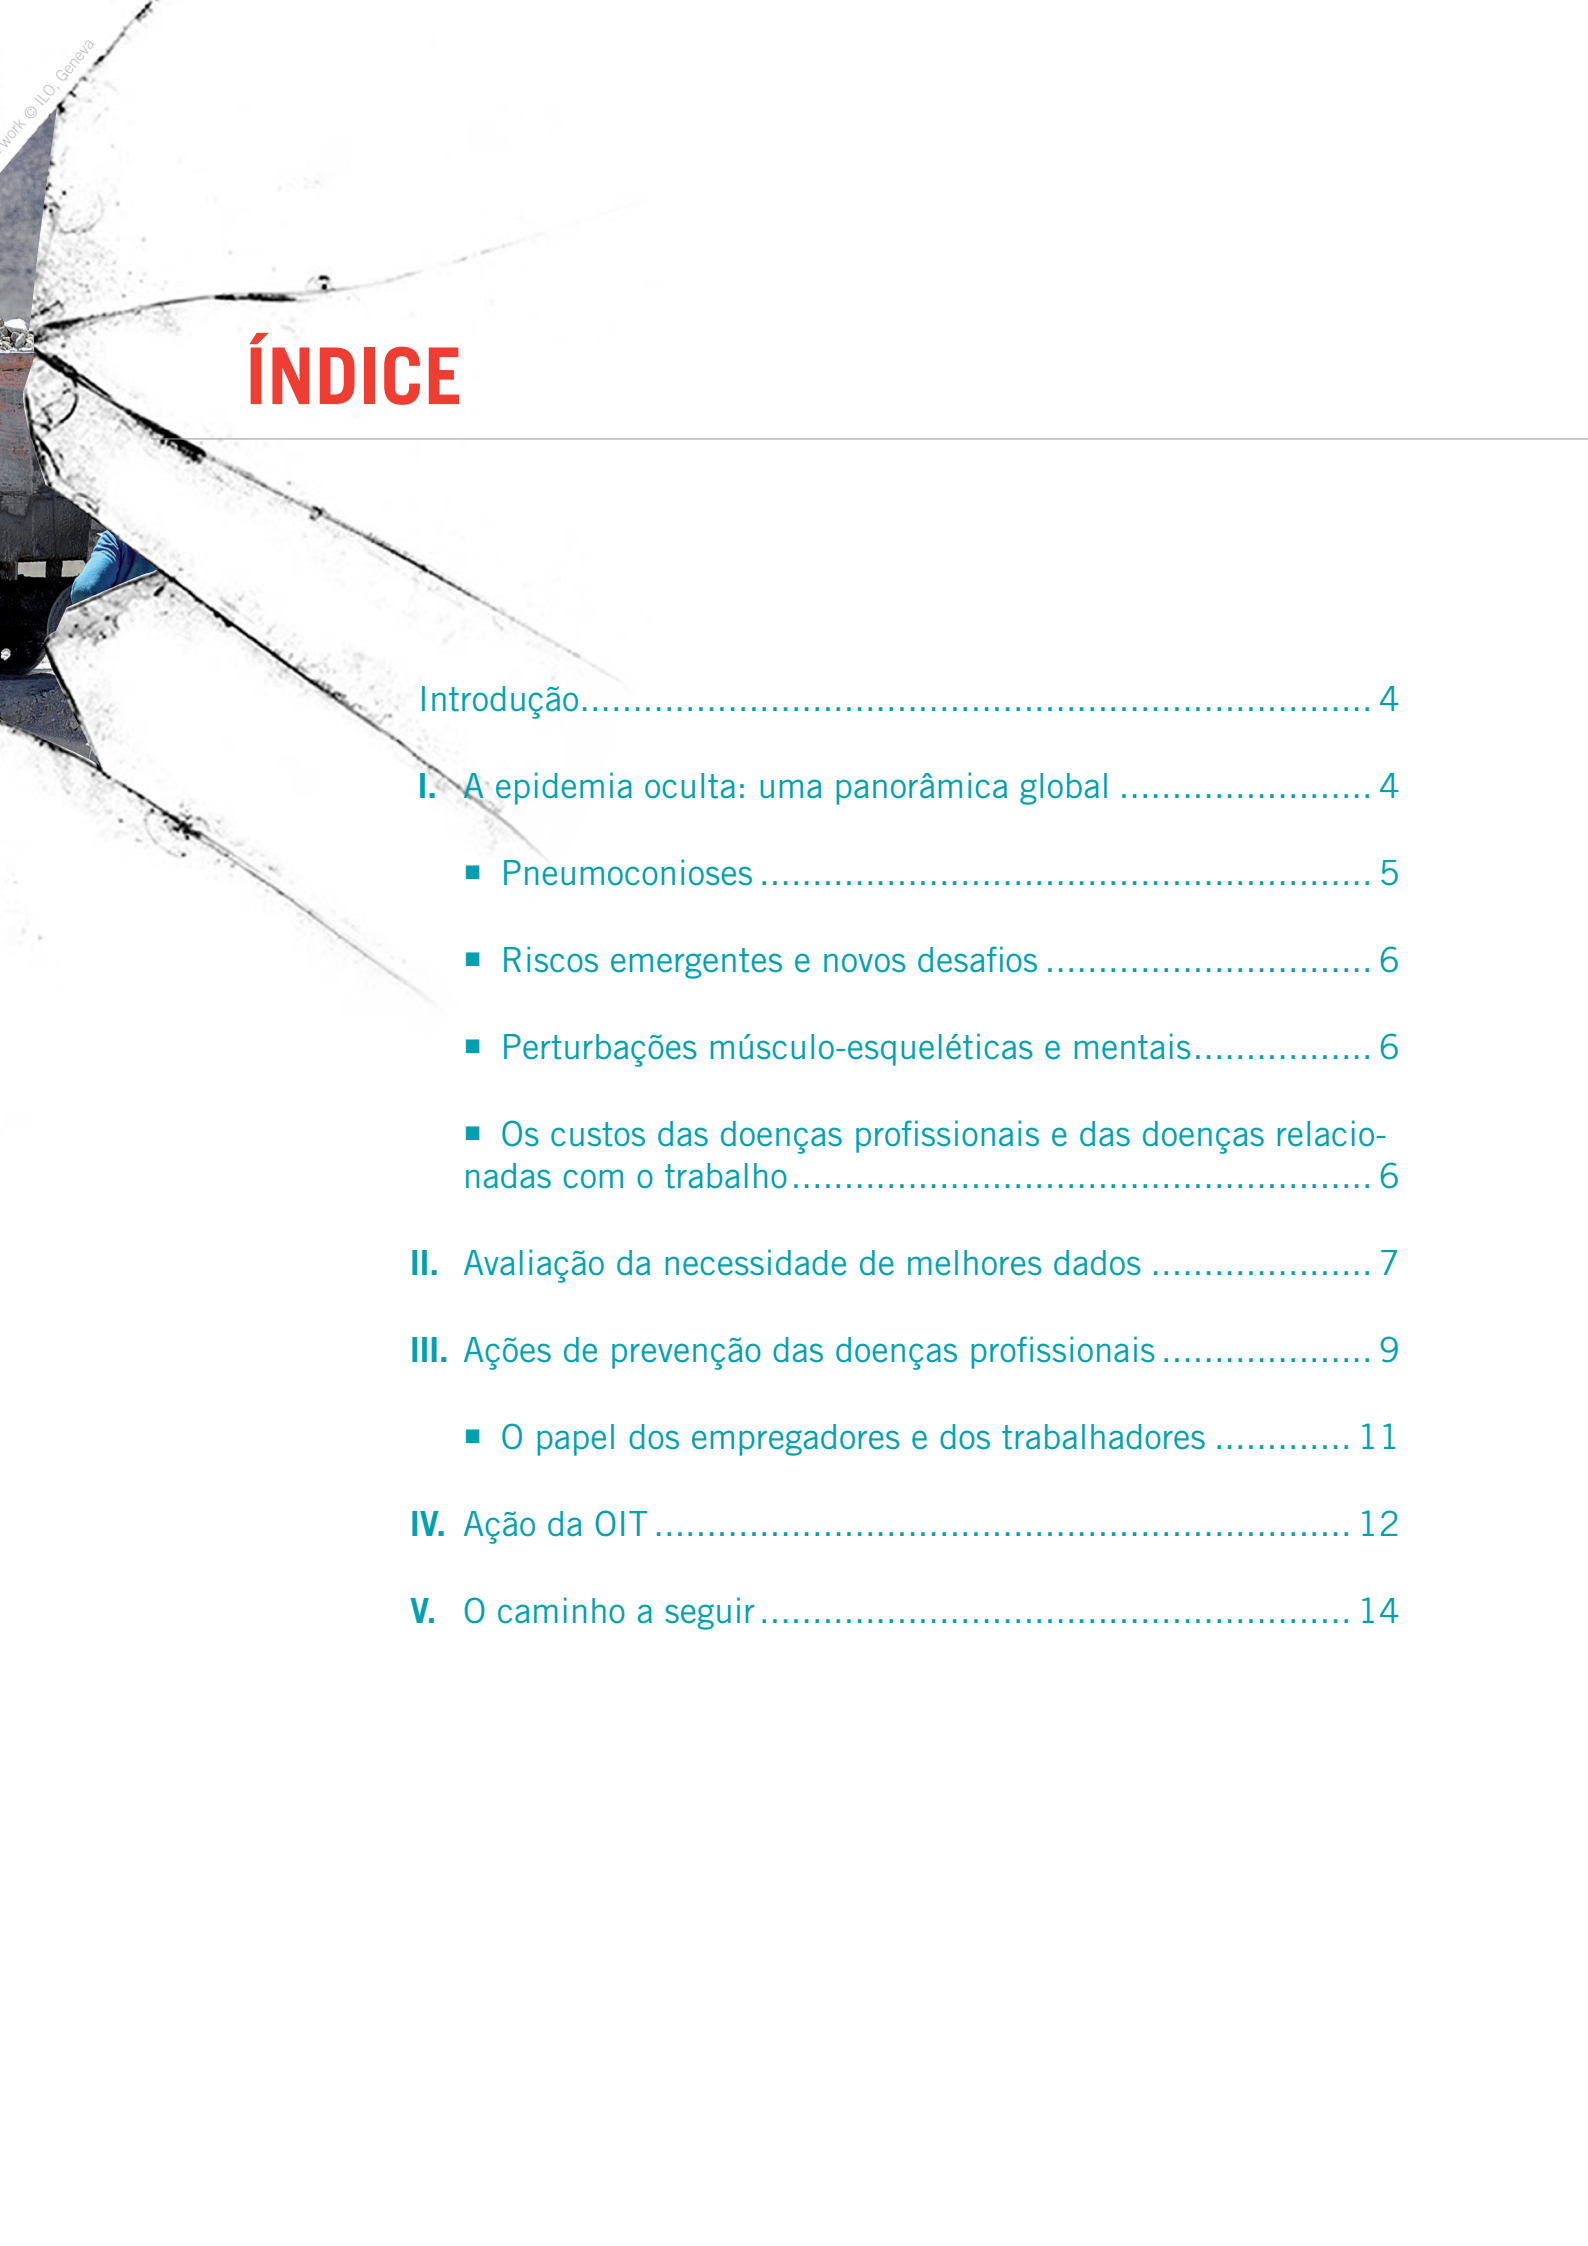 work © ILO, Geneva
ÍNDICE
Introdução........................................................................... 4
I. A epidemia oculta: uma panorâmica global ........................ 4
■ Pneumoconioses .......................................................... 5
■ Riscos emergentes e novos desafios ............................... 6
■ Perturbações músculo-esqueléticas e mentais................. 6
■ Os custos das doenças profissionais e das doenças relacio-
nadas com o trabalho....................................................... 6
II. Avaliação da necessidade de melhores dados ..................... 7
III. Ações de prevenção das doenças profissionais .................... 9
■ O papel dos empregadores e dos trabalhadores ............. 11
IV. Ação da OIT .................................................................. 12
V. O caminho a seguir ........................................................ 14